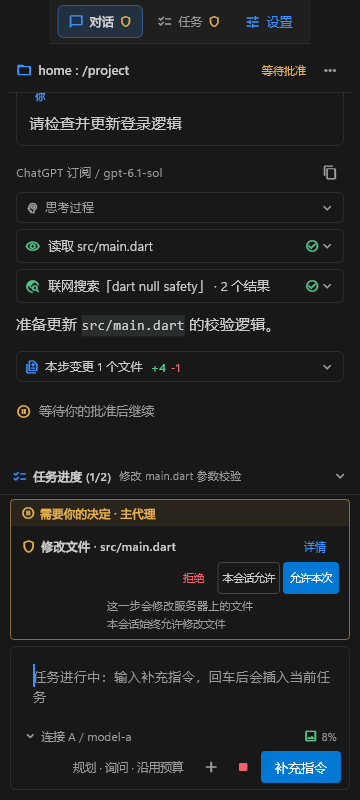 对话
任务
设置
home : /project
等待批准
你
请检查并更新登录逻辑
ChatGPT 订阅 / gpt-6.1-sol
思考过程
读取 src/main.dart
联网搜索「dart null safety」 · 2 个结果
准备更新 src/main.dart 的校验逻辑。
本步变更 1 个文件 +4 -1
等待你的批准后继续
任务进度 (1/2) 修改 main.dart 参数校验
需要你的决定 · 主代理
修改文件 · src/main.dart
详情
拒绝
本会话允许
允许本次
这一步会修改服务器上的文件
本会话始终允许修改文件
任务进行中：输入补充指令，回车后会插入当前任
务
连接 A / model-a
8%
规划 · 询问 · 沿用预算
补充指令